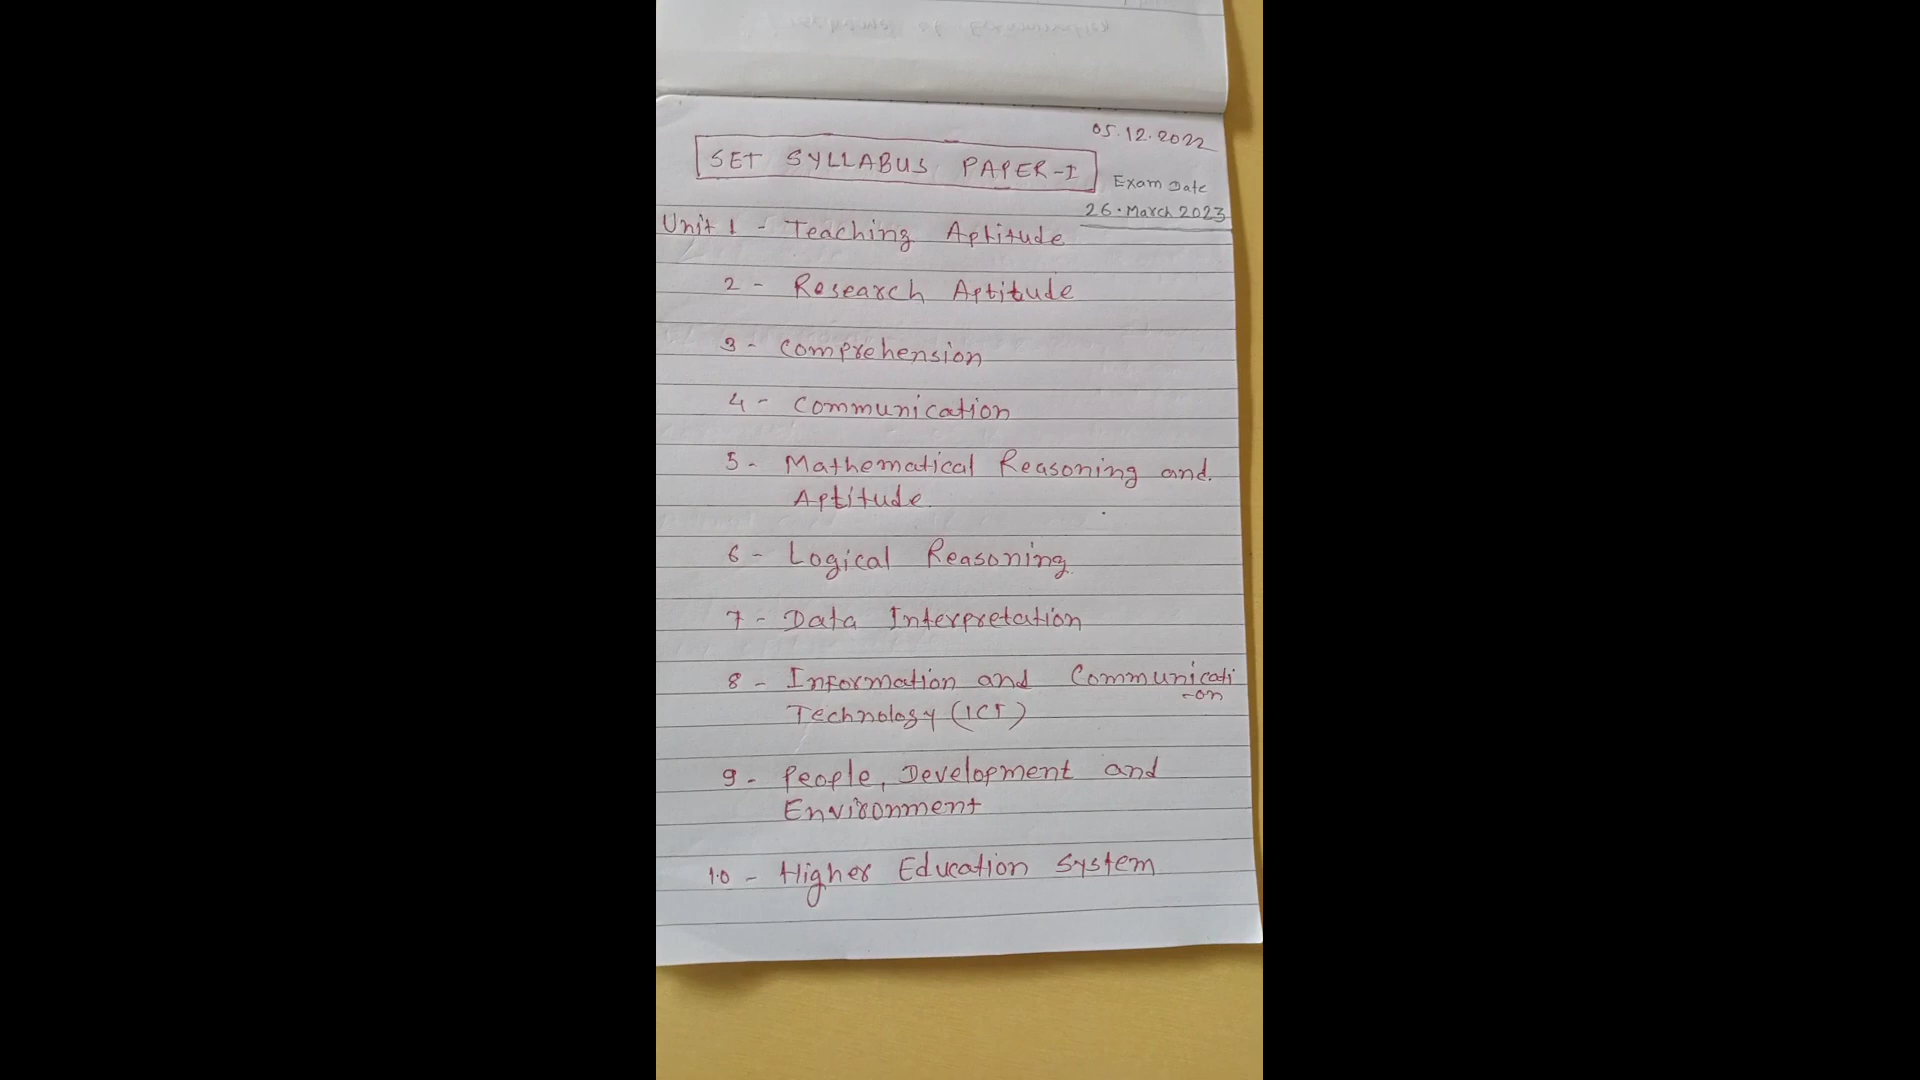 05.12.2022
SET SYLLABUS PAPER-I
Exam Date
26.March 2023
Unit 1 - Teaching Aptitude
2 - Research Aptitude
3 - Comprehension
4 - Communication
5 - Mathematical Reasoning and.
Aptitude.
6 - Logical Reasoning.
7 - Data Interpretation
8 - Information and Communicati
-on
Technology (ICT)
9 - People, Development and
Environment
10 - Higher Education System